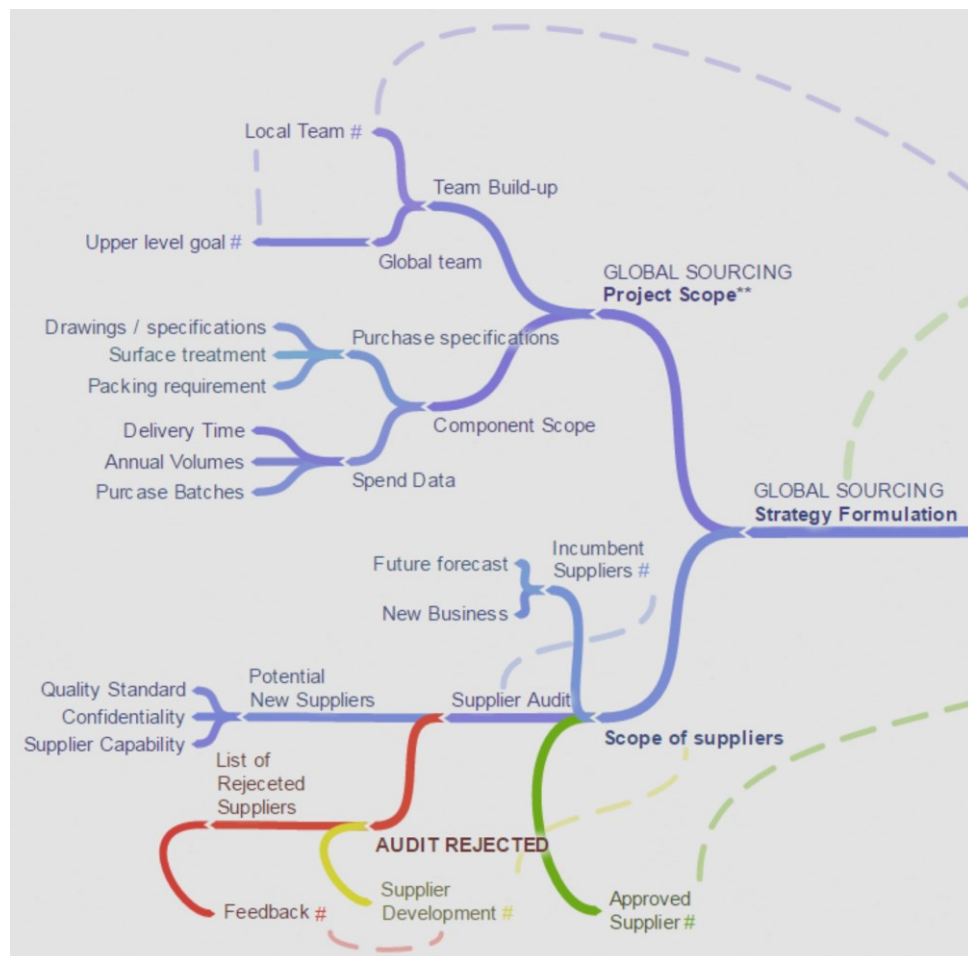 Local Team #
Team Build-up
Upper level goal #
Global team
GLOBAL SOURCING
Project Scope**
Drawings / specifications
Purchase specifications
Surface treatment
Packing requirement
Component Scope
Delivery Time
Annual Volumes
Spend Data
Purcase Batches
GLOBAL SOURCING
Strategy Formulation
Incumbent
Suppliers #
Future forecast
New Business
Potential
New Suppliers
Supplier Audit
Quality Standard
Confidentiality
Supplier Capability
Scope of suppliers
List of
Rejeceted
Suppliers
AUDIT REJECTED
Supplier
Development #
Feedback #
Approved
Supplier #